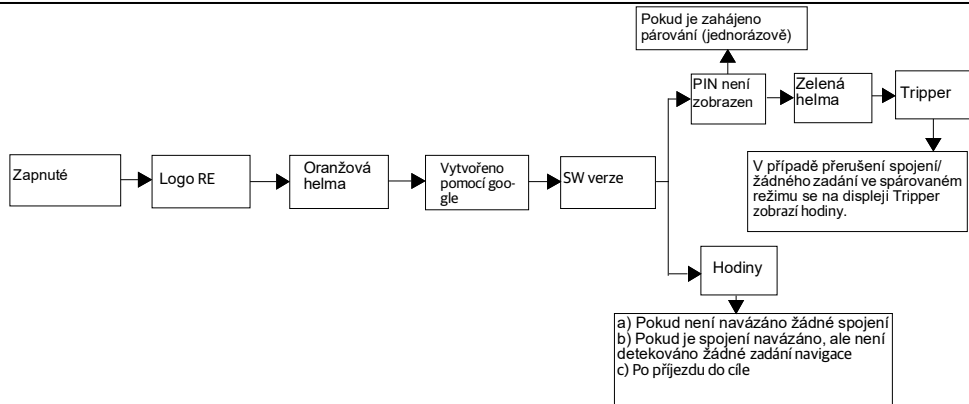 Pokud je zahájeno
párování (jednorázově)
PIN není
zobrazen
Zelená
helma
Tripper
Zapnuté
Logo RE
Oranžová
helma
Vytvořeno
pomocí goo-
gle
SW verze
V případě přerušení spojení/
žádného zadání ve spárovaném
režimu se na displeji Tripper
zobrazí hodiny.
Hodiny
a) Pokud není navázáno žádné spojení
b) Pokud je spojení navázáno, ale není
detekováno žádné zadání navigace
c) Po příjezdu do cíle